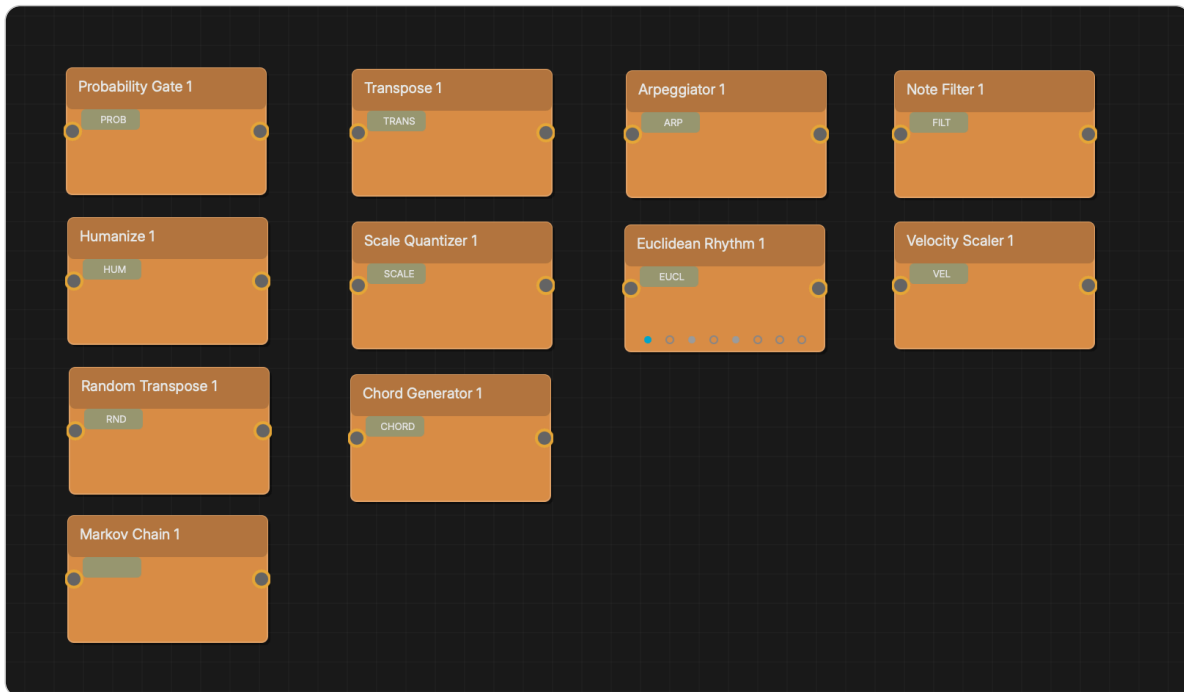 Probability Gate 1
PROB
Transpose 1
TRANS
Arpeggiator 1
ARP
Note Filter 1
FILT
Humanize 1
HUM
Scale Quantizer 1
SCALE
Euclidean Rhythm 1
EUCL
Velocity Scaler 1
VEL
Random Transpose 1
RND
Chord Generator 1
CHORD
Markov Chain 1